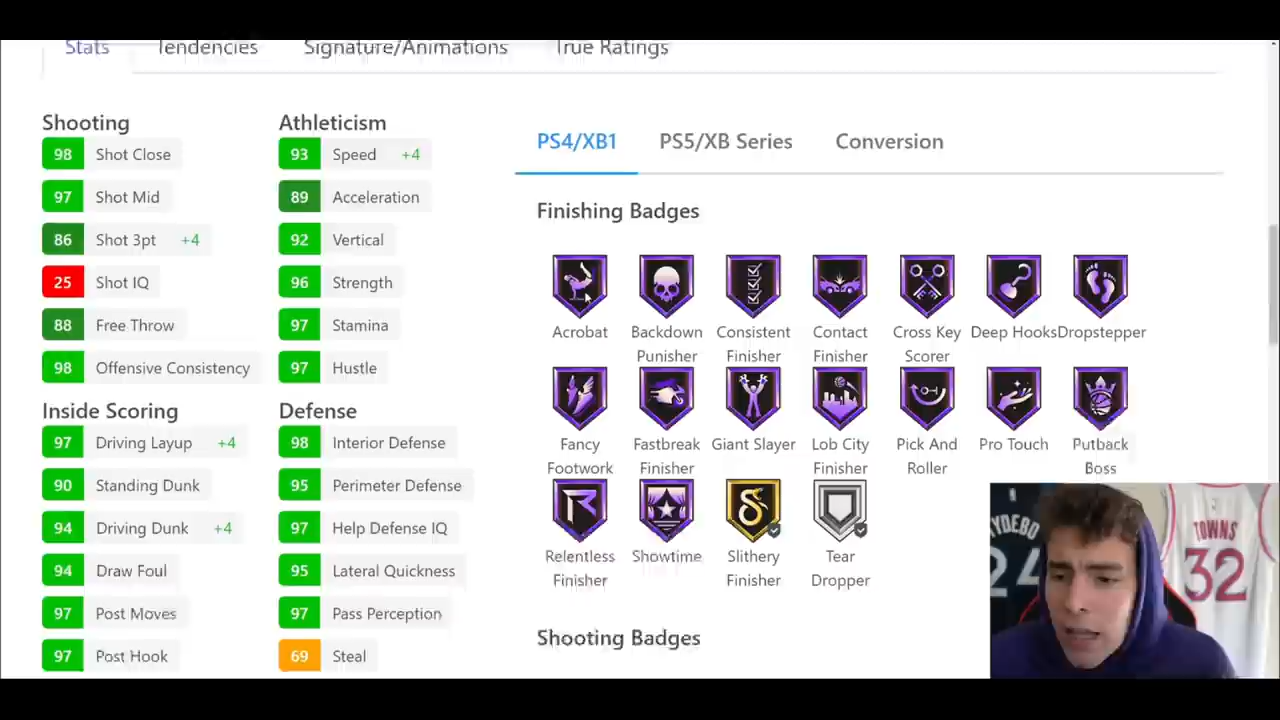 Stats Tendencies Signature/Animations True Ratings
Shooting
98 Shot Close
97 Shot Mid
86 Shot 3pt +4
25 Shot IQ
88 Free Throw
98 Offensive Consistency
Inside Scoring
97 Driving Layup +4
90 Standing Dunk
94 Driving Dunk +4
94 Draw Foul
97 Post Moves
97 Post Hook
Athleticism
93 Speed +4
89 Acceleration
92 Vertical
96 Strength
97 Stamina
97 Hustle
Defense
98 Interior Defense
95 Perimeter Defense
97 Help Defense IQ
95 Lateral Quickness
97 Pass Perception
69 Steal
PS4/XB1 PS5/XB Series Conversion
Finishing Badges
Acrobat Backdown Consistent Contact Cross Key Deep Hooks Dropstepper
Punisher Finisher Finisher Scorer
Fancy Fastbreak Giant Slayer Lob City Pick And Pro Touch Putback
Footwork Finisher Finisher Roller Boss
Relentless Showtime Slithery Tear
Finisher Finisher Dropper
Shooting Badges
24
TOWNS
32